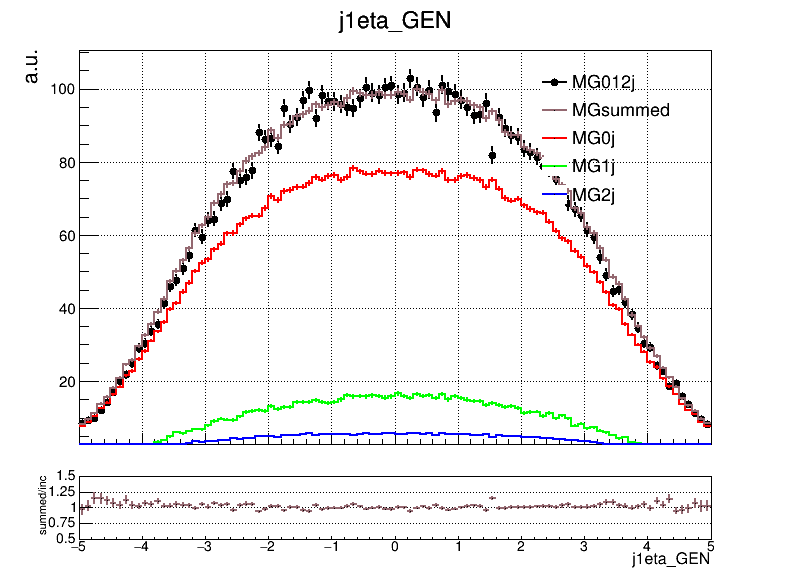 j1eta_GEN
a.u.
100
80
60
40
20
MG012j
MGsummed
MG0j
MG1j
MG2j
summed/inc
1.5
1.25
1
0.75
0.5
−5 −4 −3 −2 −1 0 1 2 3 4 5
j1eta_GEN